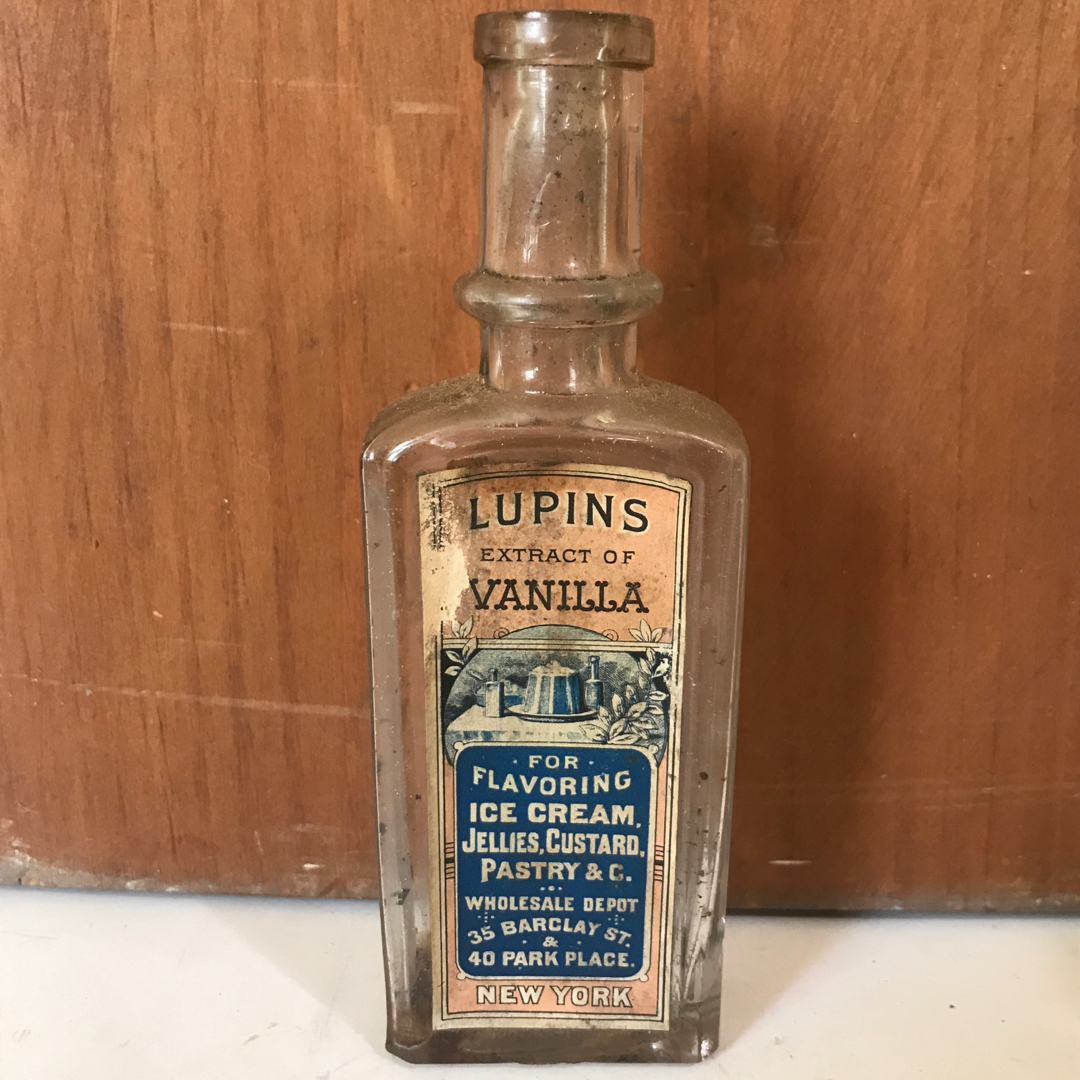 LUPINS
EXTRACT OF
VANILLA
· FOR ·
FLAVORING
ICE CREAM,
JELLIES, CUSTARD,
PASTRY & C.
WHOLESALE DEPOT
35 BARCLAY ST.
&
40 PARK PLACE.
NEW YORK